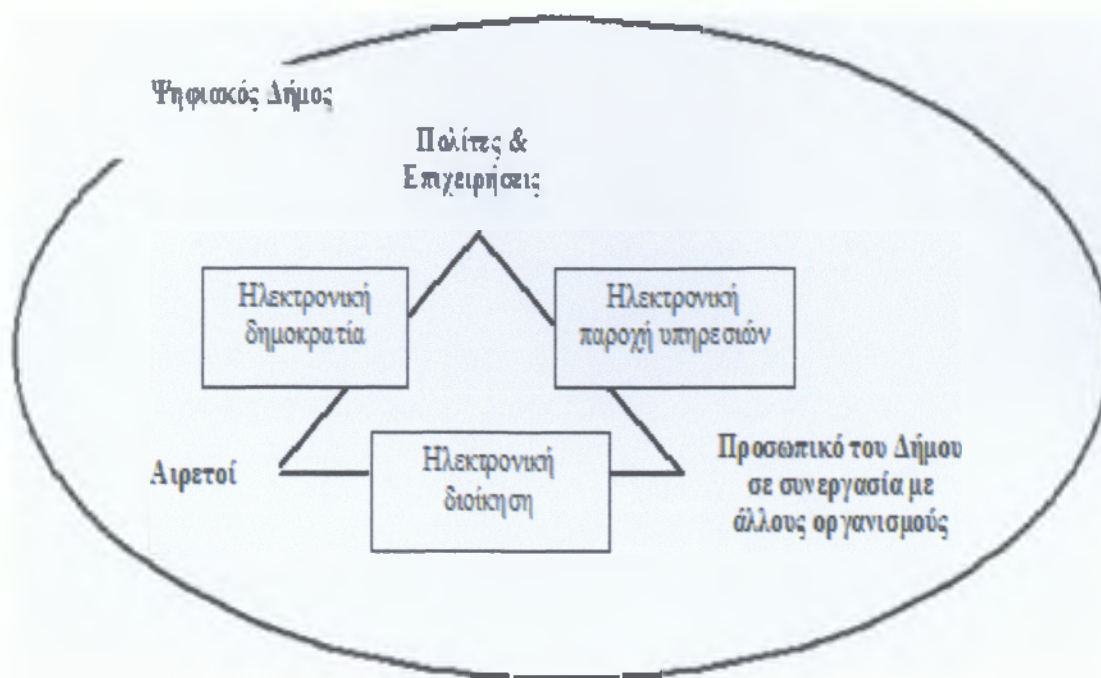 Ψηφιακός Δήμος
Πολίτες &
Επιχειρήσεις
Ηλεκτρονική
δημοκρατία
Ηλεκτρονική
παροχή υπηρεσιών
Αιρετοί
Ηλεκτρονική
διοίκηση
Προσωπικό του Δήμου
σε συνεργασία με
άλλους οργανισμούς